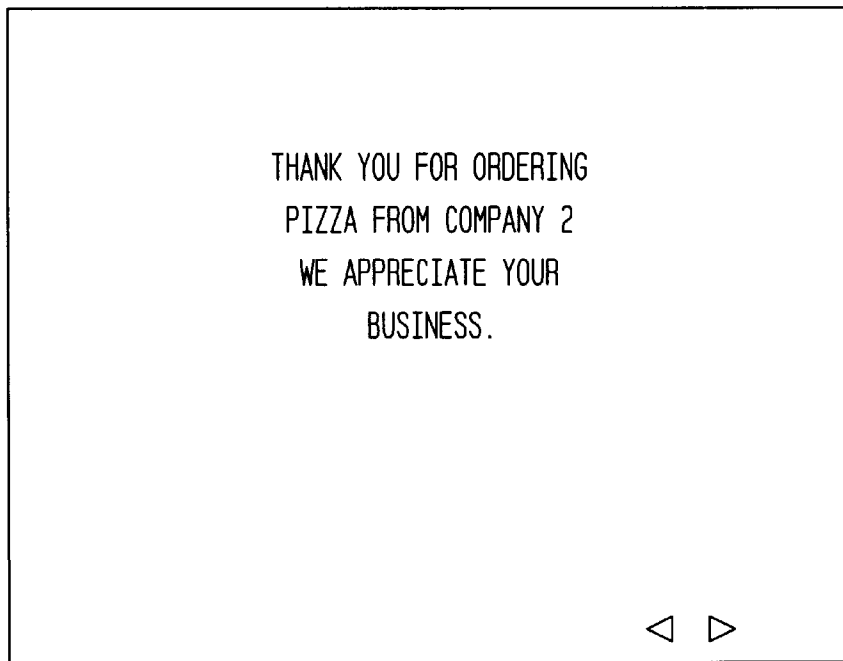 THANK YOU FOR ORDERING
PIZZA FROM COMPANY 2
WE APPRECIATE YOUR
BUSINESS.